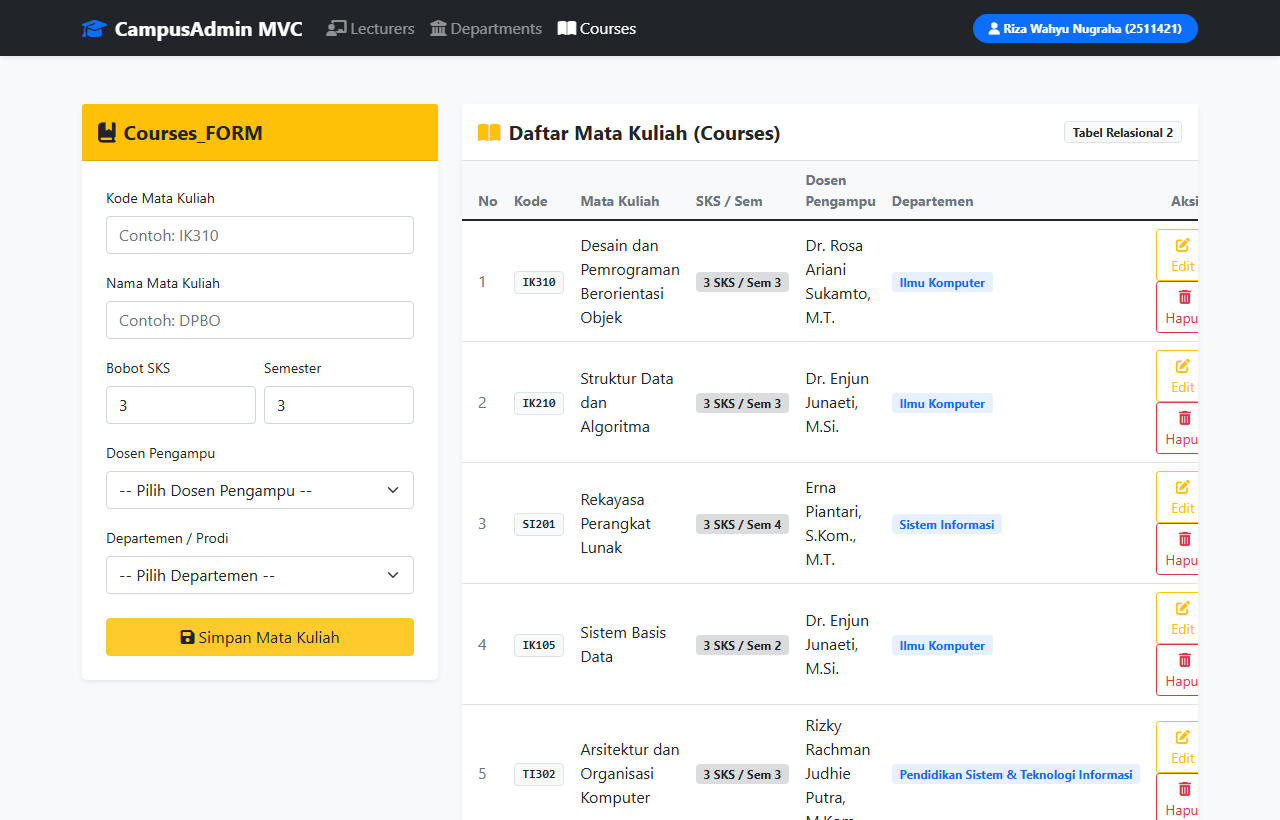 CampusAdmin MVC Lecturers Departments Courses Riza Wahyu Nugraha (2511421)
Courses_FORM
Kode Mata Kuliah
Contoh: IK310
Nama Mata Kuliah
Contoh: DPBO
Bobot SKS Semester
3 3
Dosen Pengampu
-- Pilih Dosen Pengampu --
Departemen / Prodi
-- Pilih Departemen --
Simpan Mata Kuliah
Daftar Mata Kuliah (Courses) Tabel Relasional 2
No Kode Mata Kuliah SKS / Sem Dosen Pengampu Departemen Aksi
1 IK310 Desain dan Pemrograman Berorientasi Objek 3 SKS / Sem 3 Dr. Rosa Ariani Sukamto, M.T. Ilmu Komputer
Edit
Hapu
2 IK210 Struktur Data dan Algoritma 3 SKS / Sem 3 Dr. Enjun Junaeti, M.Si. Ilmu Komputer
Edit
Hapu
3 SI201 Rekayasa Perangkat Lunak 3 SKS / Sem 4 Erna Piantari, S.Kom., M.T. Sistem Informasi
Edit
Hapu
4 IK105 Sistem Basis Data 3 SKS / Sem 2 Dr. Enjun Junaeti, M.Si. Ilmu Komputer
Edit
Hapu
5 TI302 Arsitektur dan Organisasi Komputer 3 SKS / Sem 3 Rizky Rachman Judhie Putra, M.Kom. Pendidikan Sistem & Teknologi Informasi
Edit
Hapu